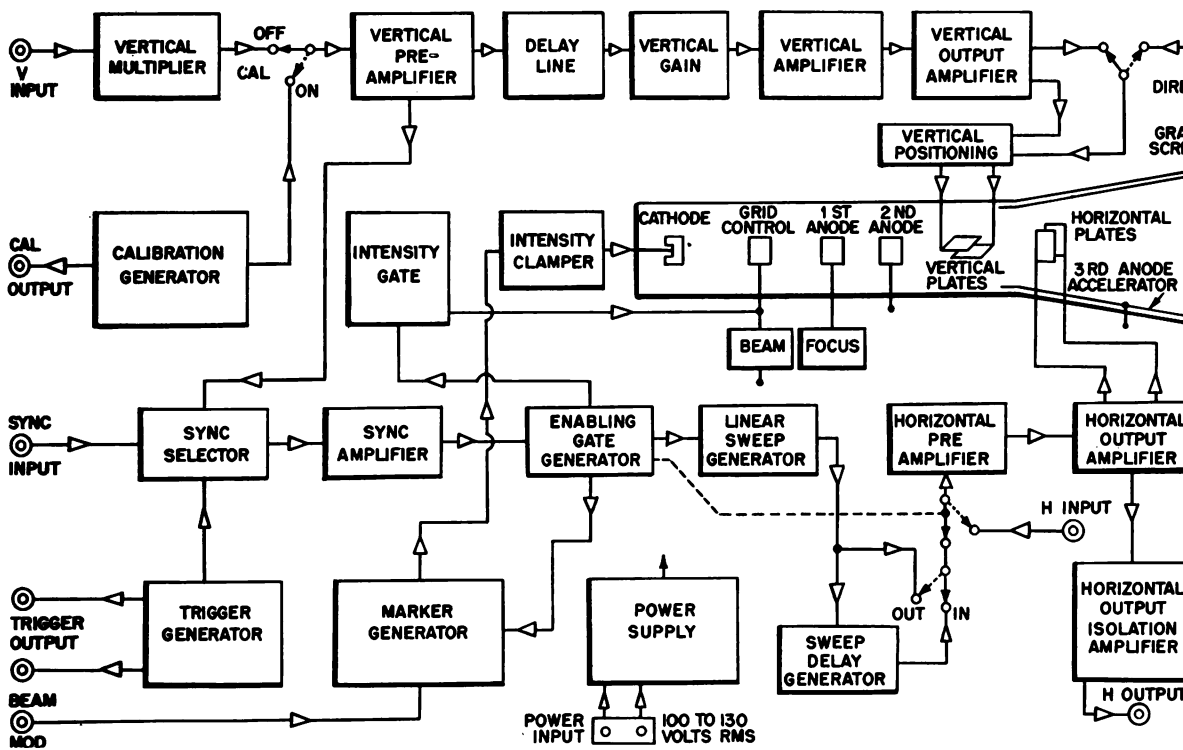 V
INPUT
VERTICAL
MULTIPLIER
OFF
CAL
ON
VERTICAL
PRE-
AMPLIFIER
DELAY
LINE
VERTICAL
GAIN
VERTICAL
AMPLIFIER
VERTICAL
OUTPUT
AMPLIFIER
DIRE
VERTICAL
POSITIONING
GRA
SCRE
CAL
OUTPUT
CALIBRATION
GENERATOR
INTENSITY
GATE
INTENSITY
CLAMPER
CATHODE
GRID
CONTROL
1 ST
ANODE
2 ND
ANODE
VERTICAL
PLATES
HORIZONTAL
PLATES
3 RD ANODE
ACCELERATOR
BEAM
FOCUS
SYNC
INPUT
SYNC
SELECTOR
SYNC
AMPLIFIER
ENABLING
GATE
GENERATOR
LINEAR
SWEEP
GENERATOR
HORIZONTAL
PRE
AMPLIFIER
HORIZONTAL
OUTPUT
AMPLIFIER
H INPUT
TRIGGER
OUTPUT
TRIGGER
GENERATOR
MARKER
GENERATOR
POWER
SUPPLY
OUT
IN
SWEEP
DELAY
GENERATOR
HORIZONTAL
OUTPUT
ISOLATION
AMPLIFIER
BEAM
MOD
POWER
INPUT
100 TO 130
VOLTS RMS
H OUTPUT